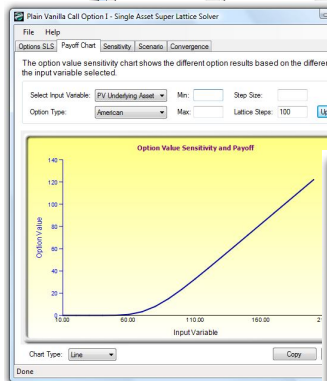 Plain Vanilla Call Option I - Single Asset Super Lattice Solver
File Help
Options SLS Payoff Chart Sensitivity Scenario Convergence
The option value sensitivity chart shows the different option results based on the
the input variable selected.
Select Input Variable: PV Underlying Asset Min: Step Size:
Option Type: American Max: Lattice Steps: 100
Option Value Sensitivity and Payoff
140
120
100
80
60
40
20
0
Option Value
10.00 60.00 110.00 160.00
Input Variable
Chart Type: Line Copy
Done